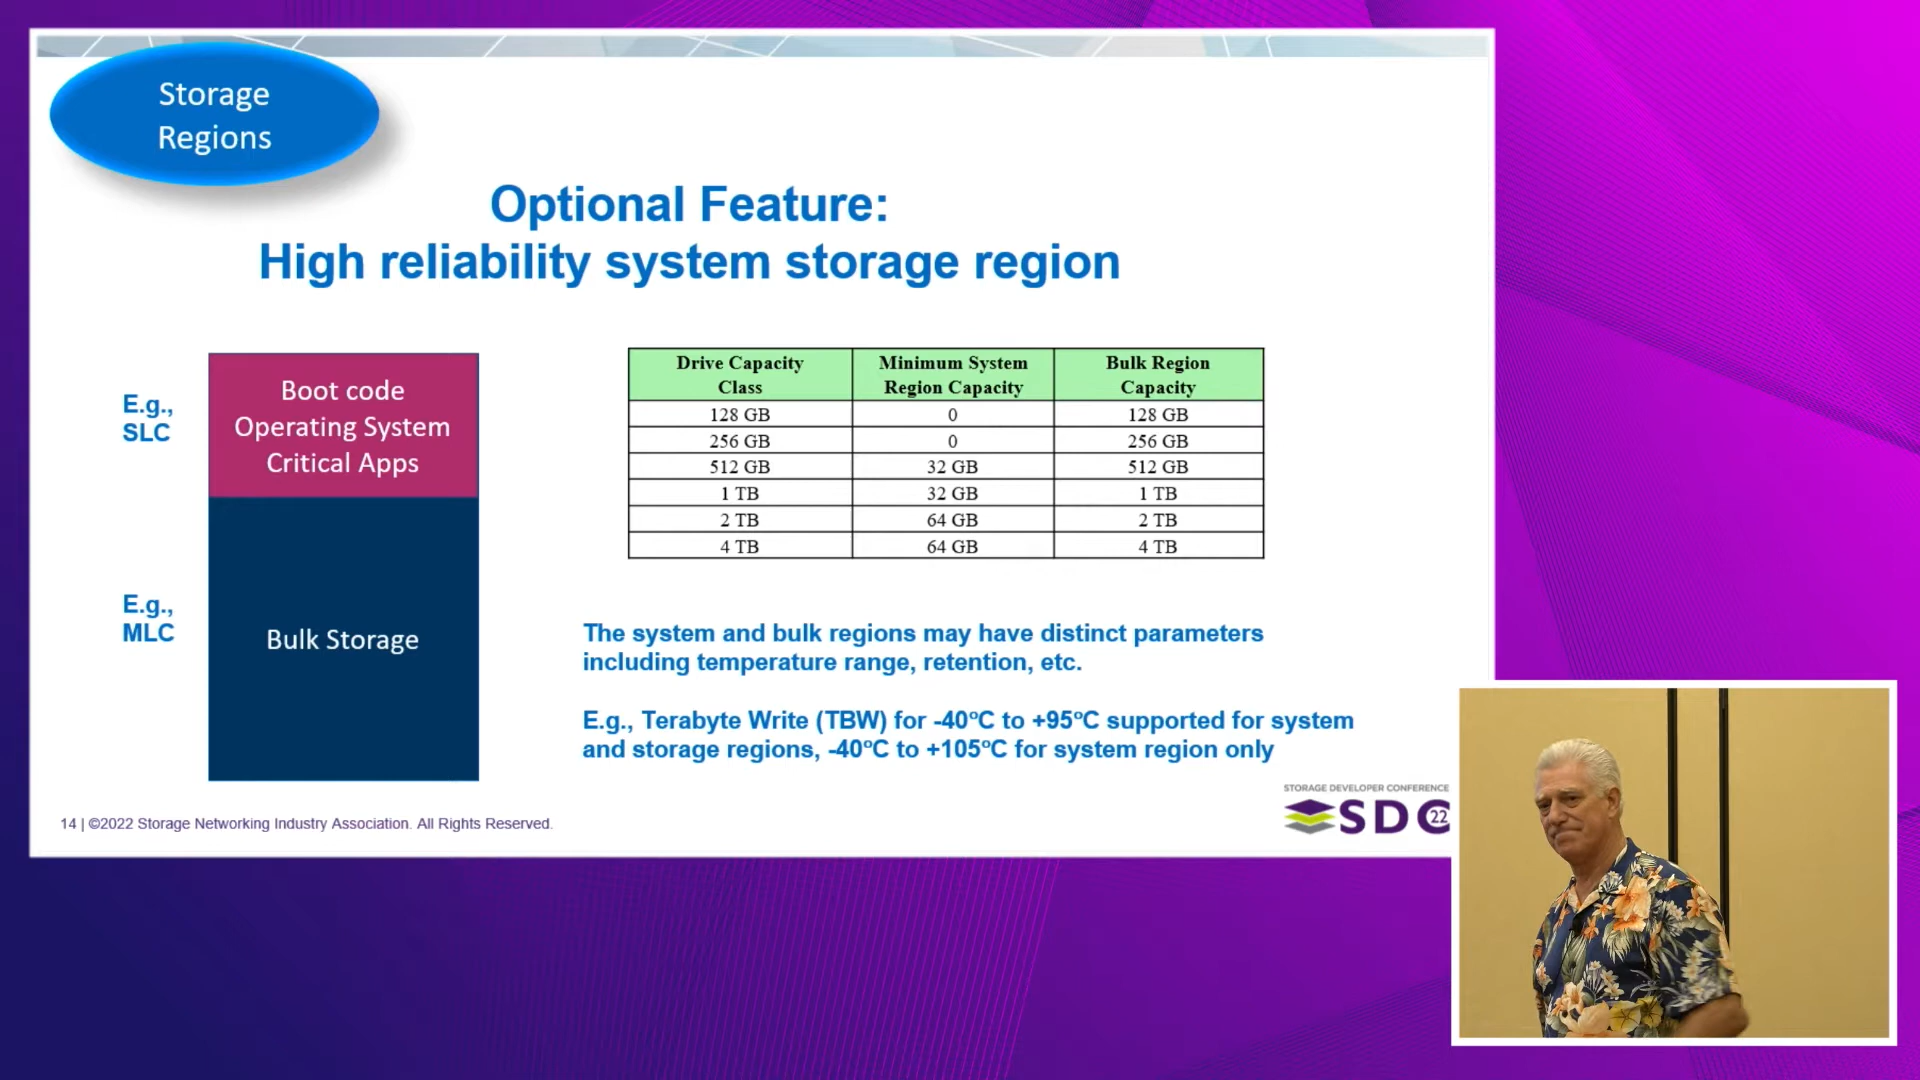 Storage
Regions
Optional Feature:
High reliability system storage region
E.g.,
SLC
Boot code
Operating System
Critical Apps
E.g.,
MLC
Bulk Storage
Drive Capacity Class | Minimum System Region Capacity | Bulk Region Capacity
128 GB | 0 | 128 GB
256 GB | 0 | 256 GB
512 GB | 32 GB | 512 GB
1 TB | 32 GB | 1 TB
2 TB | 64 GB | 2 TB
4 TB | 64 GB | 4 TB
The system and bulk regions may have distinct parameters
including temperature range, retention, etc.
E.g., Terabyte Write (TBW) for -40°C to +95°C supported for system
and storage regions, -40°C to +105°C for system region only
14 | ©2022 Storage Networking Industry Association. All Rights Reserved.
STORAGE DEVELOPER CONFERENCE
SDC 22